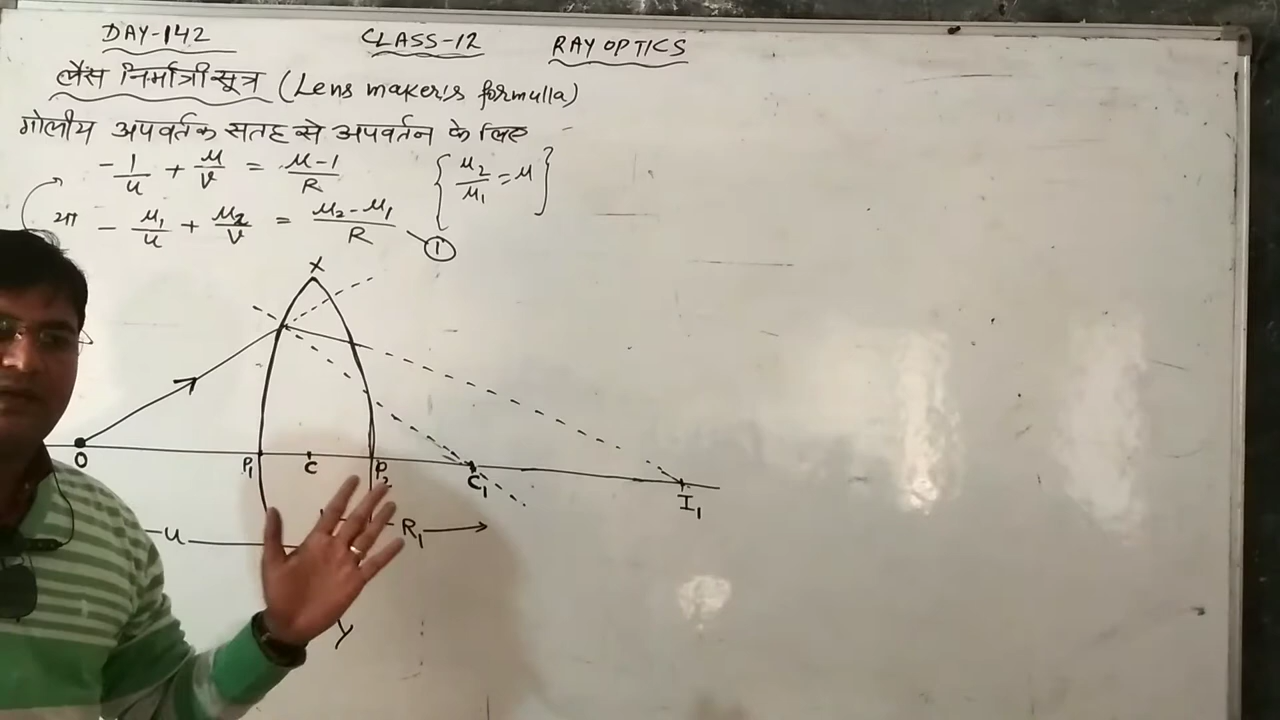 DAY-142 CLASS-12 RAY OPTICS
लैंस निर्मात्री सूत्र (Lens maker's formulla)
गोलीय अपवर्तक सतह से अपवर्तन के लिए
-1/u + μ/v = μ-1/R {μ2/μ1 = μ}
या -μ1/u + μ2/v = μ2-μ1/R ①
X
O P1 C P2 C1 I1
u R1
Y